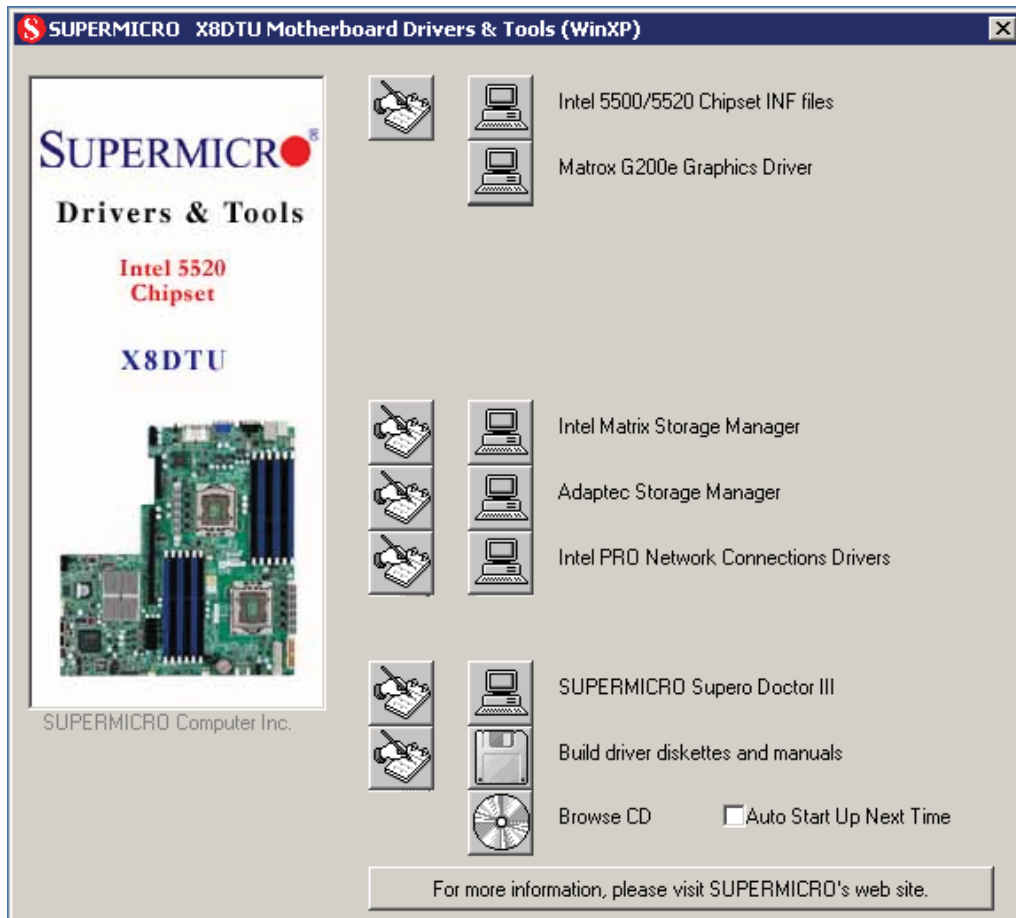 SUPERMICRO X8DTU Motherboard Drivers & Tools (WinXP)
SUPERMICRO®
Drivers & Tools
Intel 5520
Chipset
X8DTU
SUPERMICRO Computer Inc.
Intel 5500/5520 Chipset INF files
Matrox G200e Graphics Driver
Intel Matrix Storage Manager
Adaptec Storage Manager
Intel PRO Network Connections Drivers
SUPERMICRO Supero Doctor III
Build driver diskettes and manuals
Browse CD
Auto Start Up Next Time
For more information, please visit SUPERMICRO's web site.